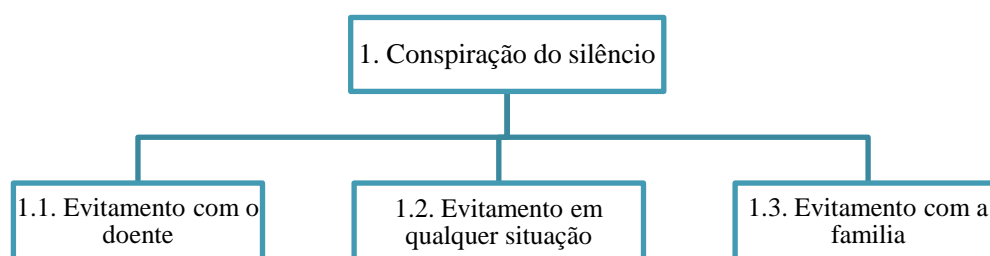 1. Conspiração do silêncio
1.1. Evitamento com o
doente
1.2. Evitamento em
qualquer situação
1.3. Evitamento com a
familia